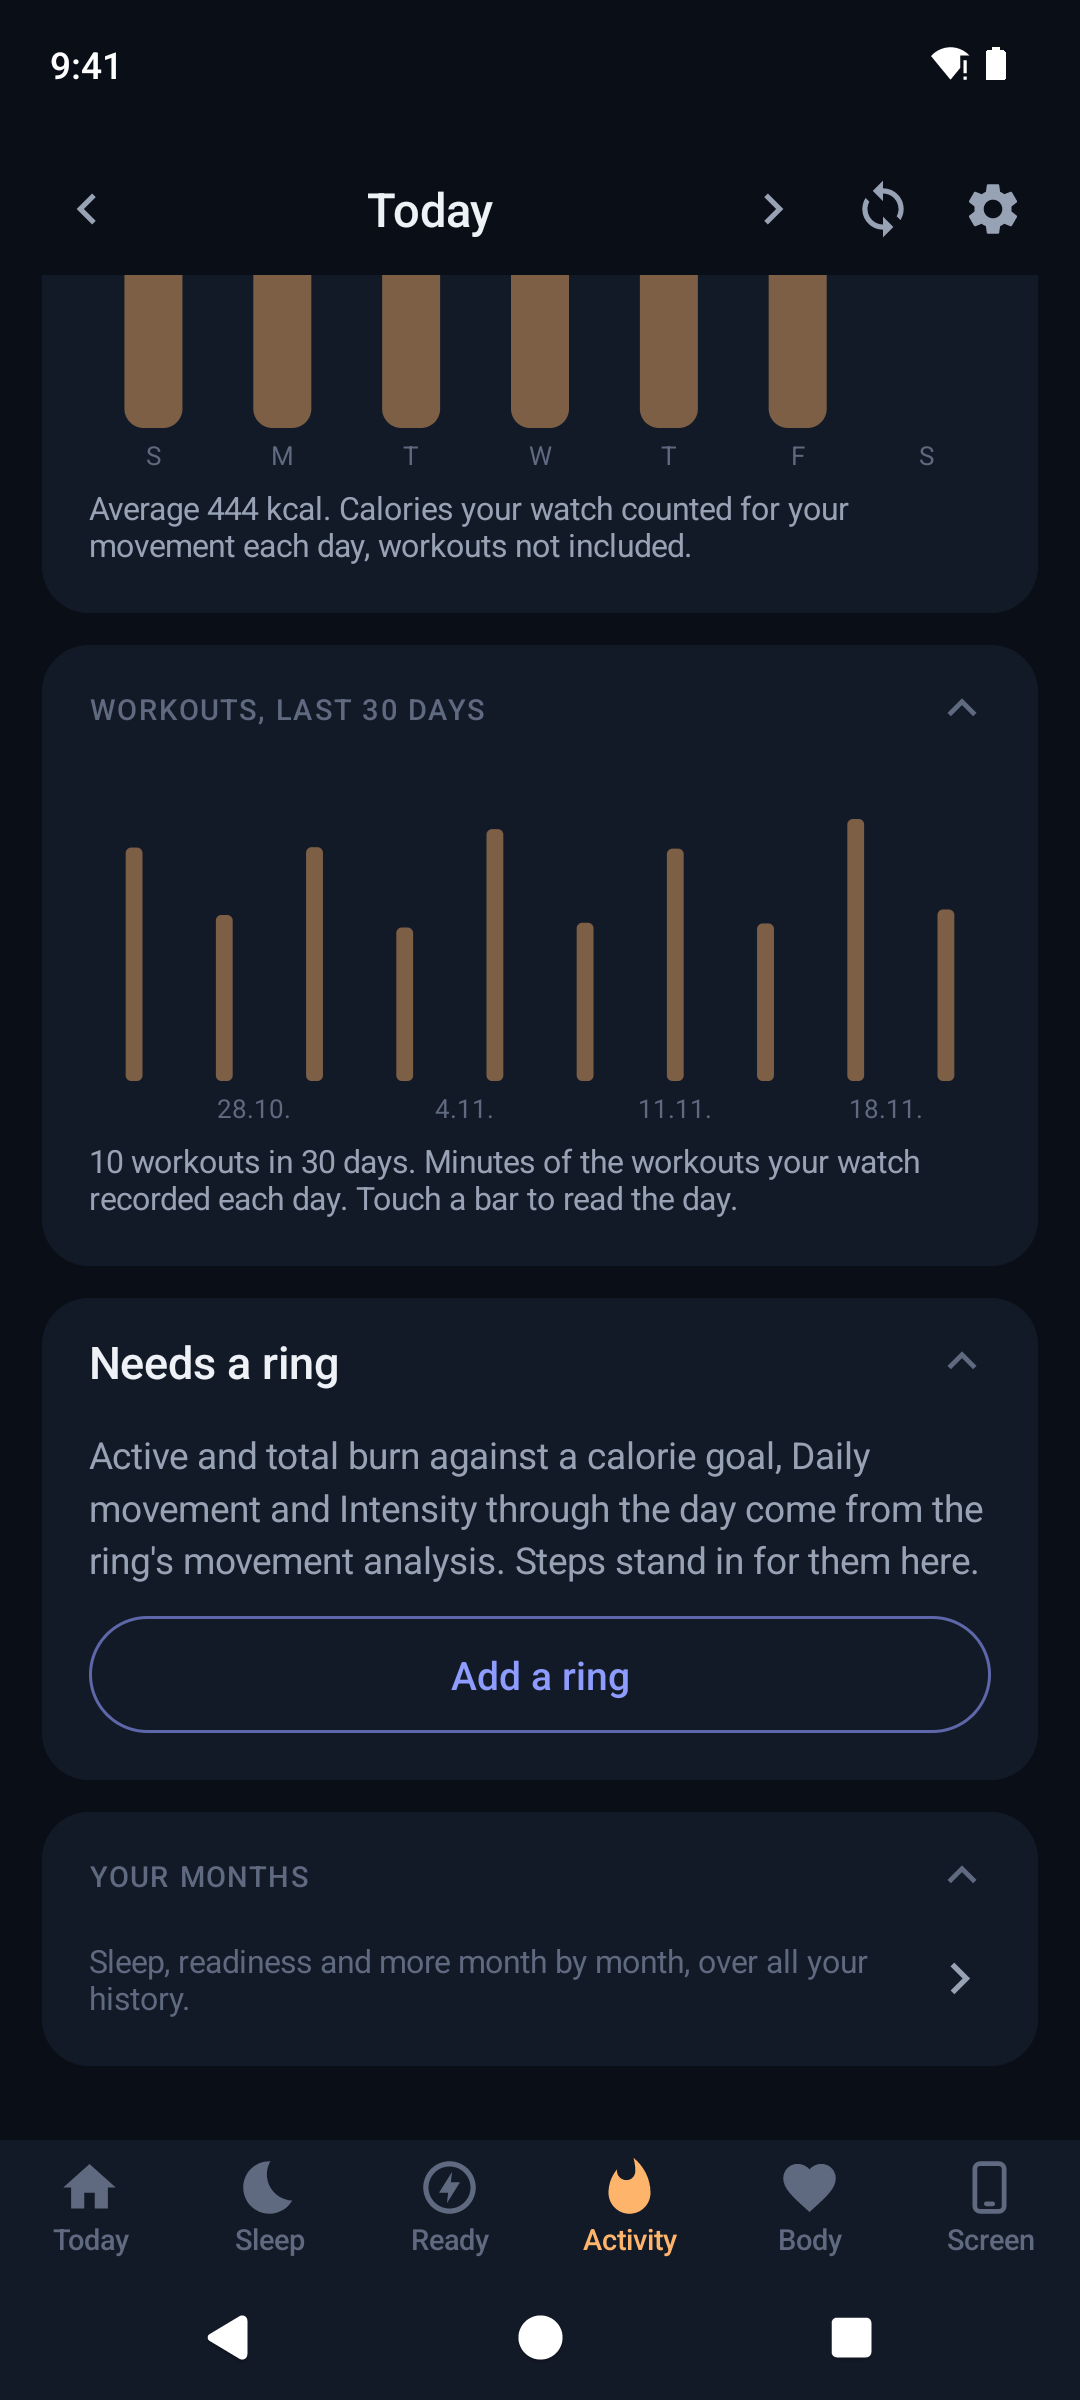 9:41
Today
S M T W T F S
Average 444 kcal. Calories your watch counted for your
movement each day, workouts not included.
WORKOUTS, LAST 30 DAYS
28.10. 4.11. 11.11. 18.11.
10 workouts in 30 days. Minutes of the workouts your watch
recorded each day. Touch a bar to read the day.
Needs a ring
Active and total burn against a calorie goal, Daily
movement and Intensity through the day come from the
ring's movement analysis. Steps stand in for them here.
Add a ring
YOUR MONTHS
Sleep, readiness and more month by month, over all your
history.
Today Sleep Ready Activity Body Screen